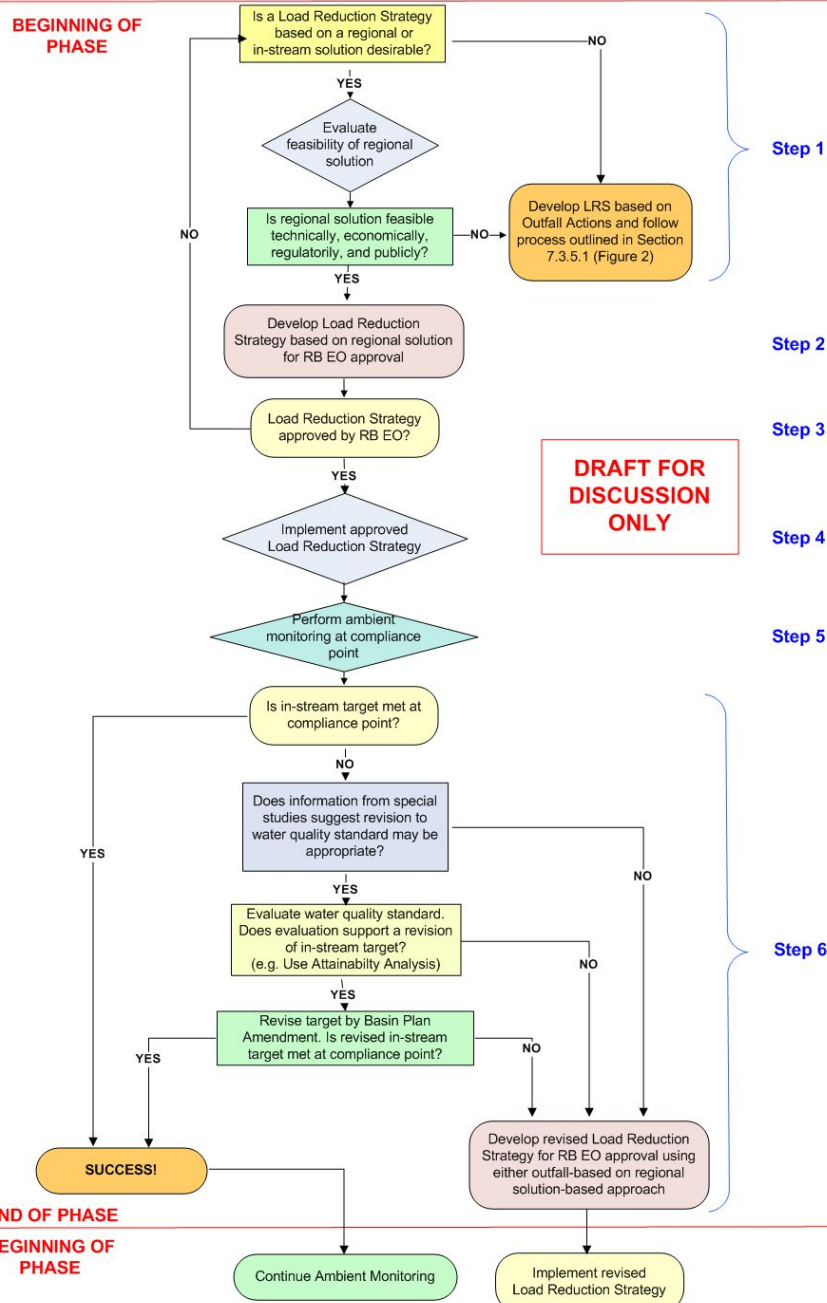 BEGINNING OF
PHASE
Is a Load Reduction Strategy
based on a regional or
in-stream solution desirable?
NO
YES
Evaluate
feasibility of regional
solution
Step 1
Develop LRS based on
Outfall Actions and follow
process outlined in Section
7.3.5.1 (Figure 2)
Is regional solution feasible
technically, economically,
regulatorily, and publicly?
NO
NO
YES
Develop Load Reduction
Strategy based on regional solution
for RB EO approval
Step 2
Load Reduction Strategy
approved by RB EO?
Step 3
YES
DRAFT FOR
DISCUSSION
ONLY
Implement approved
Load Reduction Strategy
Step 4
Perform ambient
monitoring at compliance
point
Step 5
Is in-stream target met at
compliance point?
NO
Does information from special
studies suggest revision to
water quality standard may be
appropriate?
YES
NO
YES
Evaluate water quality standard.
Does evaluation support a revision
of in-stream target?
(e.g. Use Attainabilty Analysis)
Step 6
NO
YES
Revise target by Basin Plan
Amendment. Is revised in-stream
target met at compliance point?
YES
NO
Develop revised Load Reduction
Strategy for RB EO approval using
either outfall-based on regional
solution-based approach
SUCCESS!
ND OF PHASE
EGINNING OF
PHASE
Continue Ambient Monitoring
Implement revised
Load Reduction Strategy